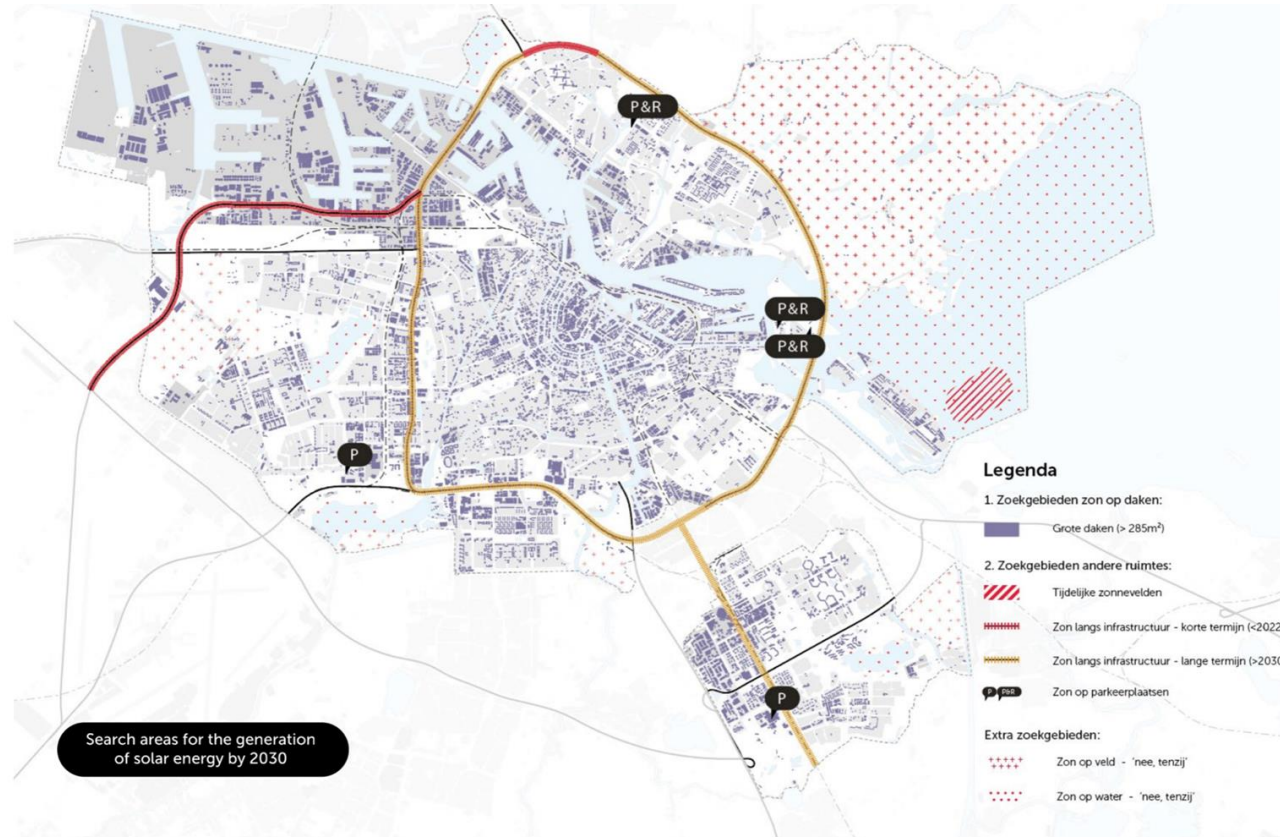 P&R
P&R
P&R
P
P
Search areas for the generation
of solar energy by 2030
Legenda
1. Zoekgebieden zon op daken:
Grote daken (> 285m²)
2. Zoekgebieden andere ruimtes:
Tijdelijke zonnevelden
Zon langs infrastructuur - korte termijn (<2022
Zon langs infrastructuur - lange termijn (>2030
P P&R Zon op parkeerplaatsen
Extra zoekgebieden:
Zon op veld - 'nee, tenzij'
Zon op water - 'nee, tenzij'